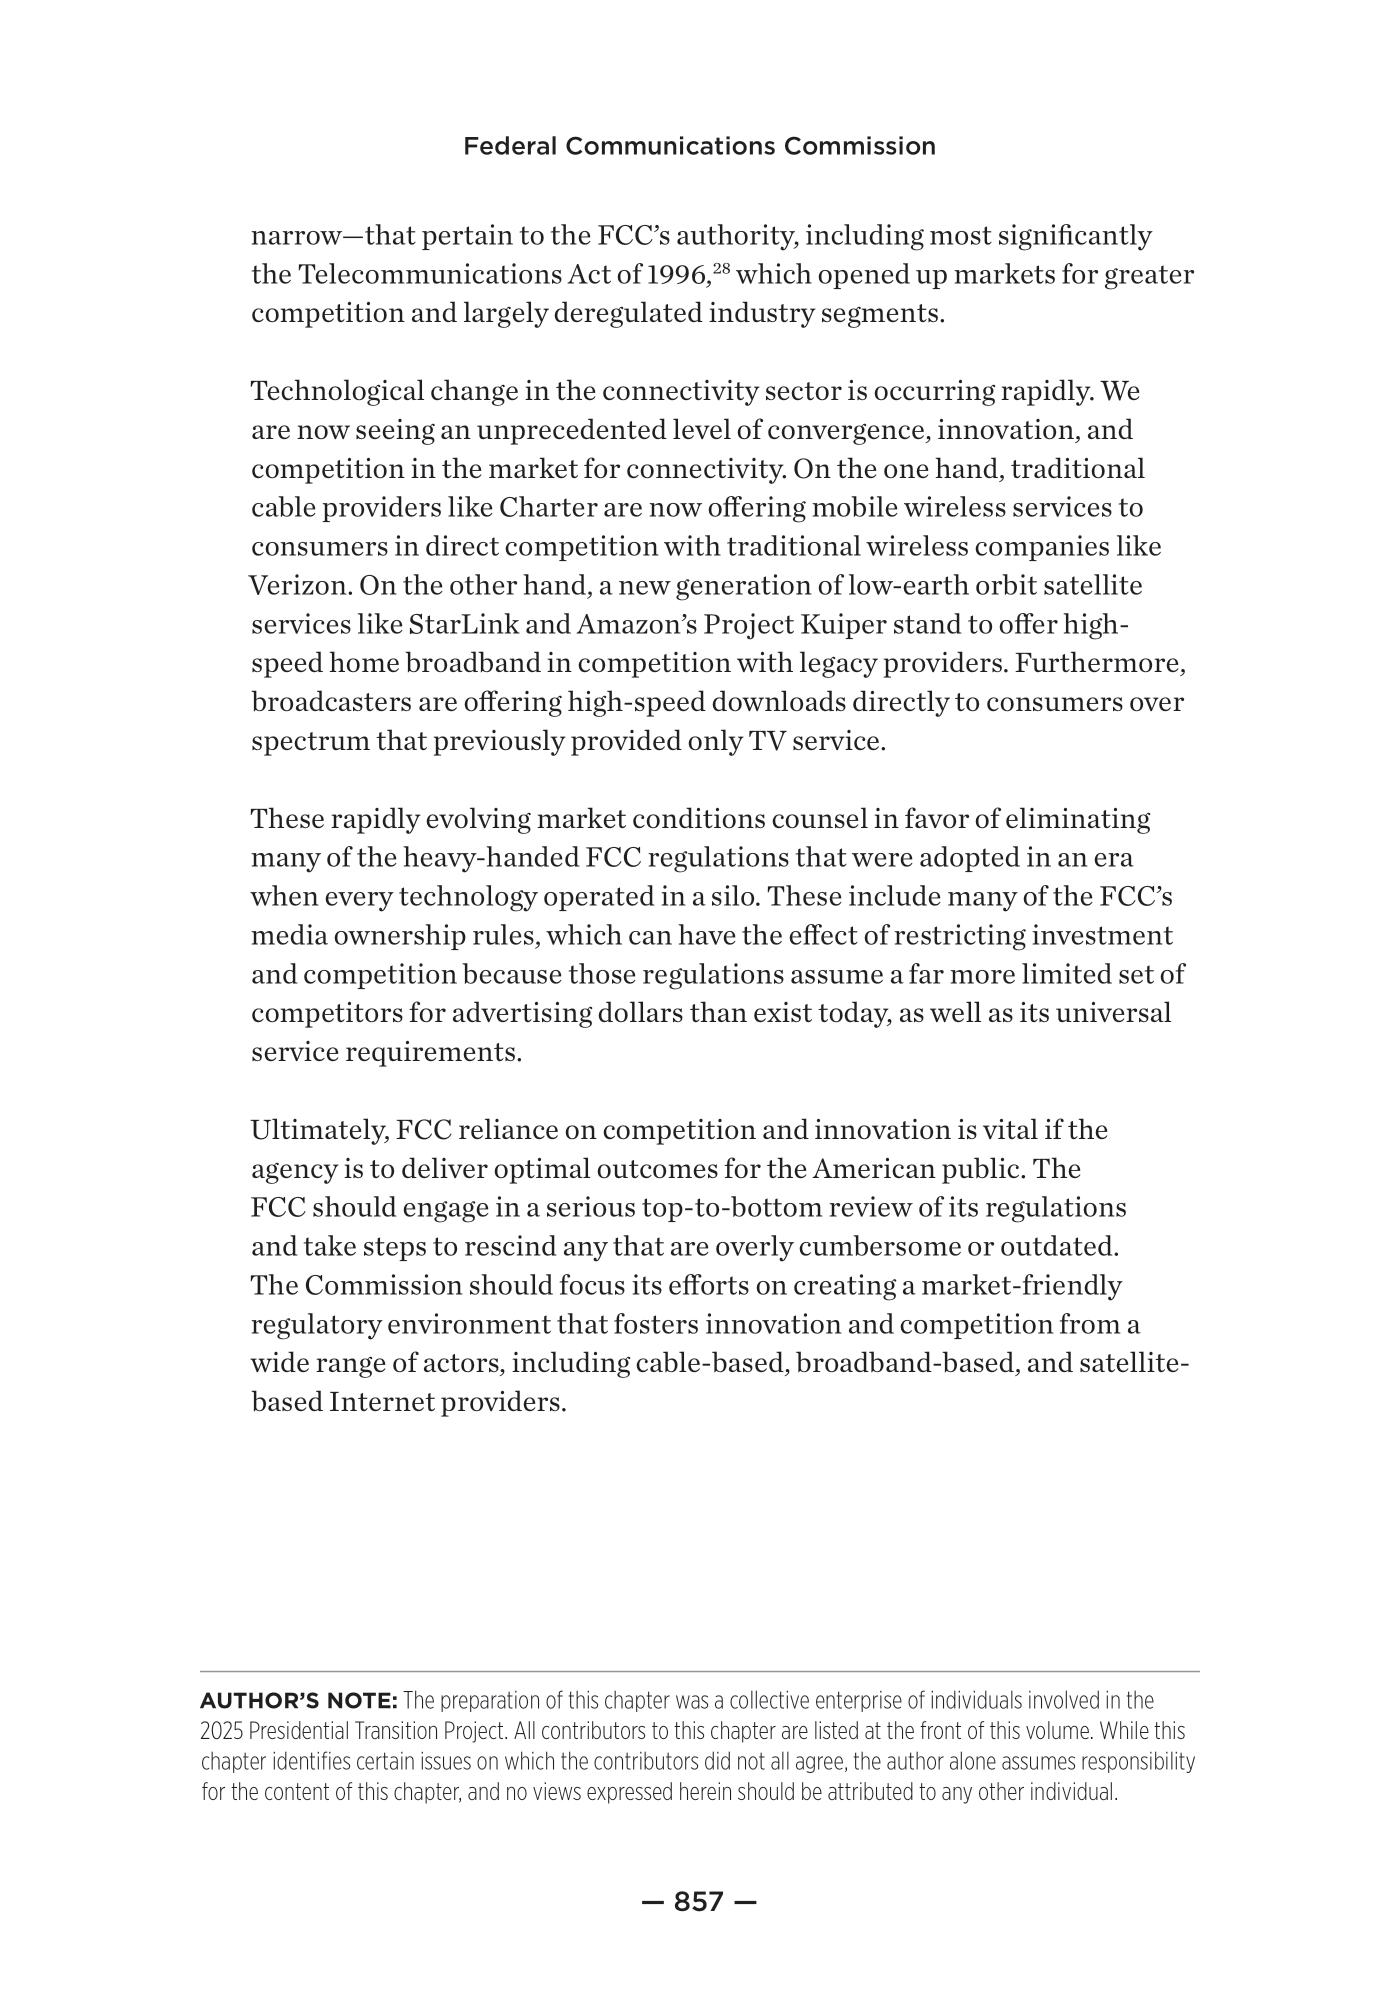 Federal Communications Commission
narrow—that pertain to the FCC’s authority, including most significantly
the Telecommunications Act of 1996,28 which opened up markets for greater
competition and largely deregulated industry segments.
Technological change in the connectivity sector is occurring rapidly. We
are now seeing an unprecedented level of convergence, innovation, and
competition in the market for connectivity. On the one hand, traditional
cable providers like Charter are now offering mobile wireless services to
consumers in direct competition with traditional wireless companies like
Verizon. On the other hand, a new generation of low-earth orbit satellite
services like StarLink and Amazon’s Project Kuiper stand to offer high-
speed home broadband in competition with legacy providers. Furthermore,
broadcasters are offering high-speed downloads directly to consumers over
spectrum that previously provided only TV service.
These rapidly evolving market conditions counsel in favor of eliminating
many of the heavy-handed FCC regulations that were adopted in an era
when every technology operated in a silo. These include many of the FCC’s
media ownership rules, which can have the effect of restricting investment
and competition because those regulations assume a far more limited set of
competitors for advertising dollars than exist today, as well as its universal
service requirements.
Ultimately, FCC reliance on competition and innovation is vital if the
agency is to deliver optimal outcomes for the American public. The
FCC should engage in a serious top-to-bottom review of its regulations
and take steps to rescind any that are overly cumbersome or outdated.
The Commission should focus its efforts on creating a market-friendly
regulatory environment that fosters innovation and competition from a
wide range of actors, including cable-based, broadband-based, and satellite-
based Internet providers.
AUTHOR’S NOTE: The preparation of this chapter was a collective enterprise of individuals involved in the
2025 Presidential Transition Project. All contributors to this chapter are listed at the front of this volume. While this
chapter identifies certain issues on which the contributors did not all agree, the author alone assumes responsibility
for the content of this chapter, and no views expressed herein should be attributed to any other individual.
— 857 —